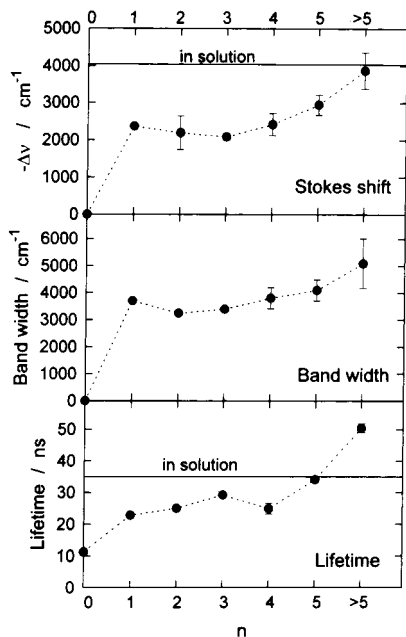 0 1 2 3 4 5 >5
5000
in solution
4000
3000
2000
1000
0
-Δν / cm⁻¹
Stokes shift
6000
5000
4000
3000
2000
1000
0
Band width / cm⁻¹
Band width
50
in solution
40
30
20
10
0
Lifetime / ns
Lifetime
0 1 2 3 4 5 >5
n